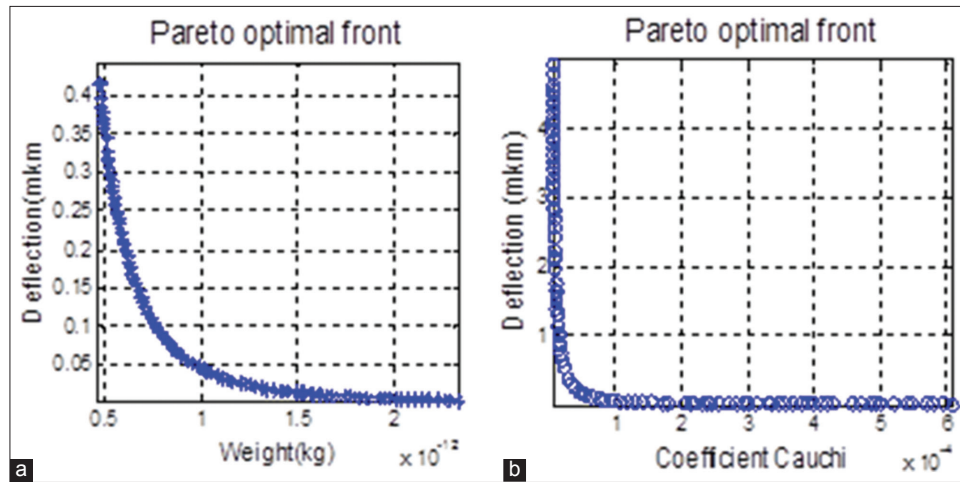 Pareto optimal front
0.4
0.35
0.3
0.25
0.2
0.15
0.1
0.05
Deflection(mkm
0.5
1
1.5
2
Weight(kg)
x 10^-12
a
Pareto optimal front
4
3
2
1
Deflection (mkm)
1
2
3
4
5
6
Coefficient Cauchi
x 10^-4
b